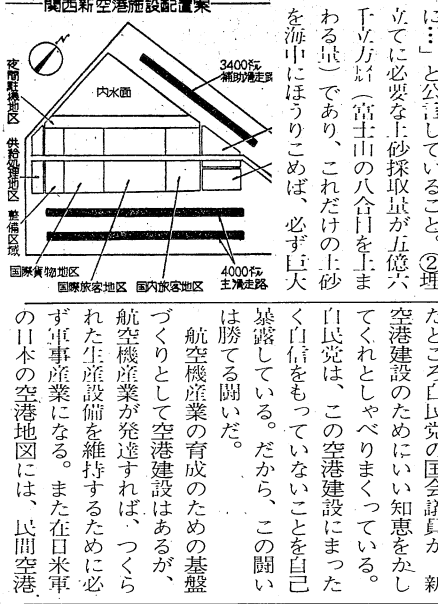 関西新空港施設配置案
3400㍍
補助滑走路
内水面
夜間駐機地区
供給処理地区
整備区域
国際貨物地区
国際旅客地区
国内旅客地区
4000㍍
主滑走路
に…」と公言していること。②埋
立てに必要な土砂採取量が五億六
千立方㍍（富士山の八合目を上ま
わる量）であり、これだけの土砂
を海中にほうりこめば、必ず巨大
たところ自民党の国会議員が「新
空港建設のためにいい知恵をかし
てくれとしゃべりまくっている。
自民党は、この空港建設にまった
く自信をもっていないことを自己
暴露している。だから、この闘い
は勝てる闘いだ。
航空機産業の育成のための基盤
づくりとして空港建設はあるが、
航空機産業が発達すれば、つくら
れた生産設備を維持するために必
ず軍事産業になる。また在日米軍
の日本の空港地図には、民間空港